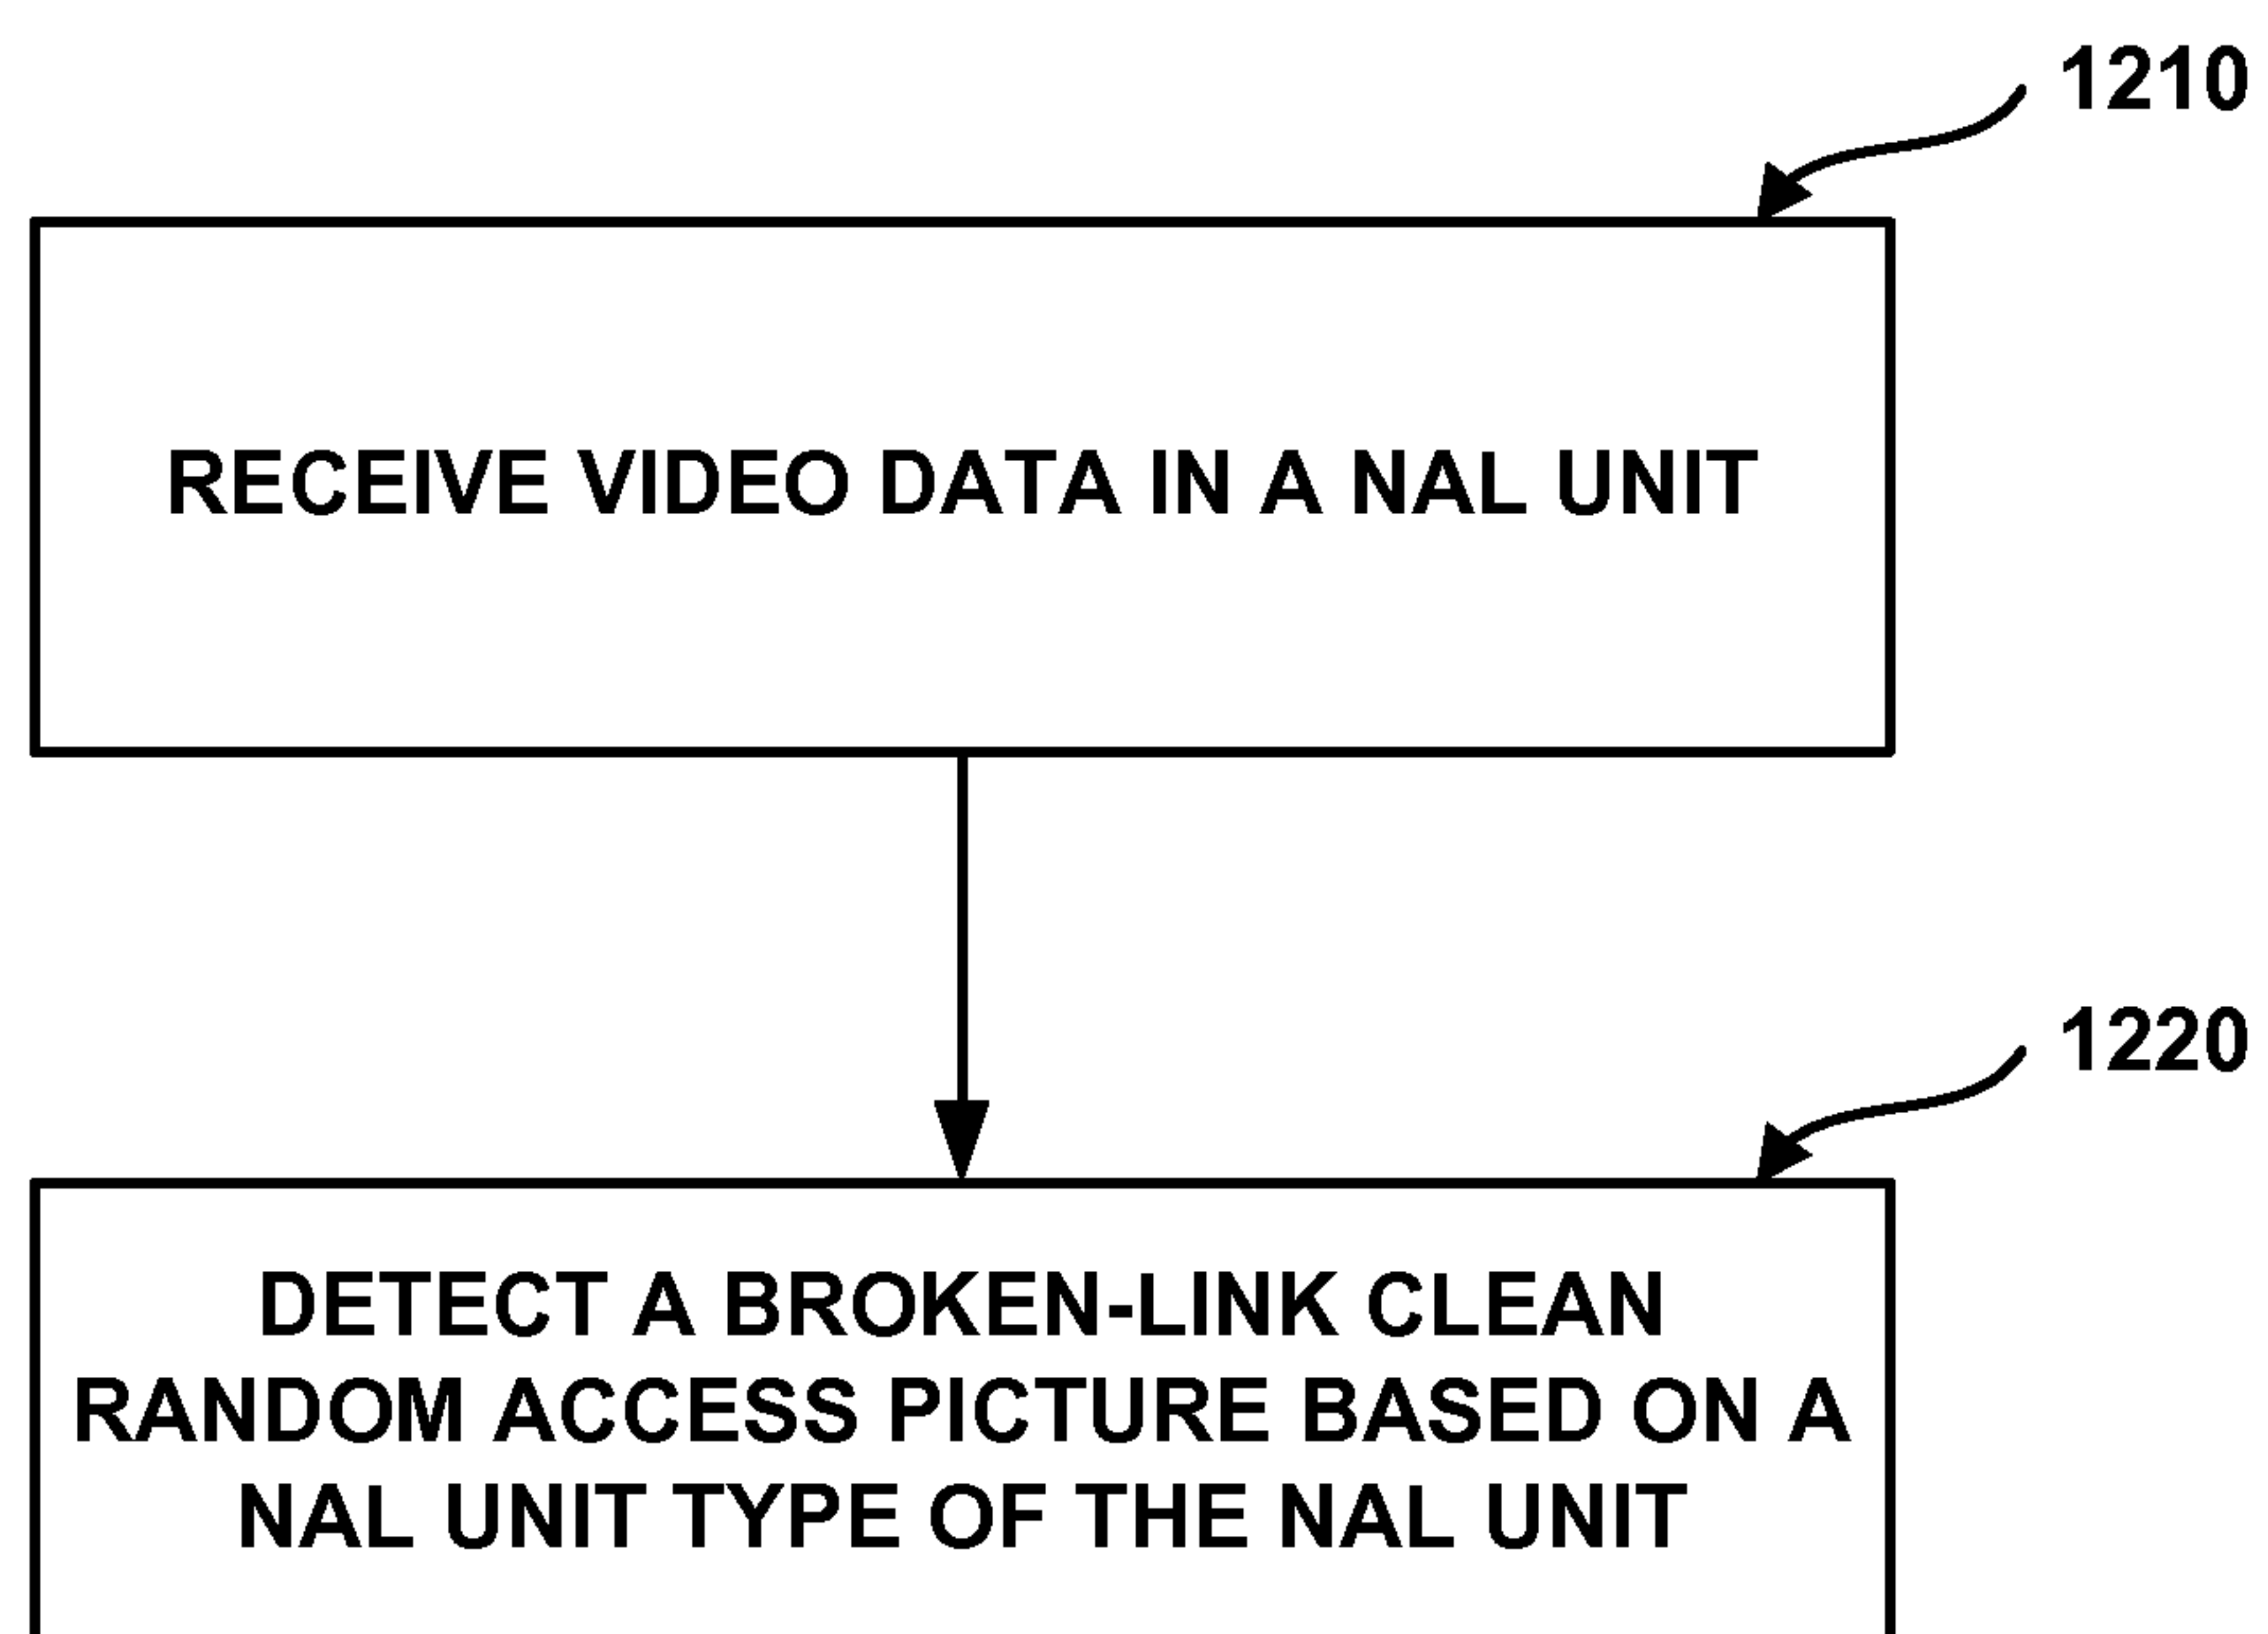 1210
RECEIVE VIDEO DATA IN A NAL UNIT
1220
DETECT A BROKEN-LINK CLEAN
RANDOM ACCESS PICTURE BASED ON A
NAL UNIT TYPE OF THE NAL UNIT